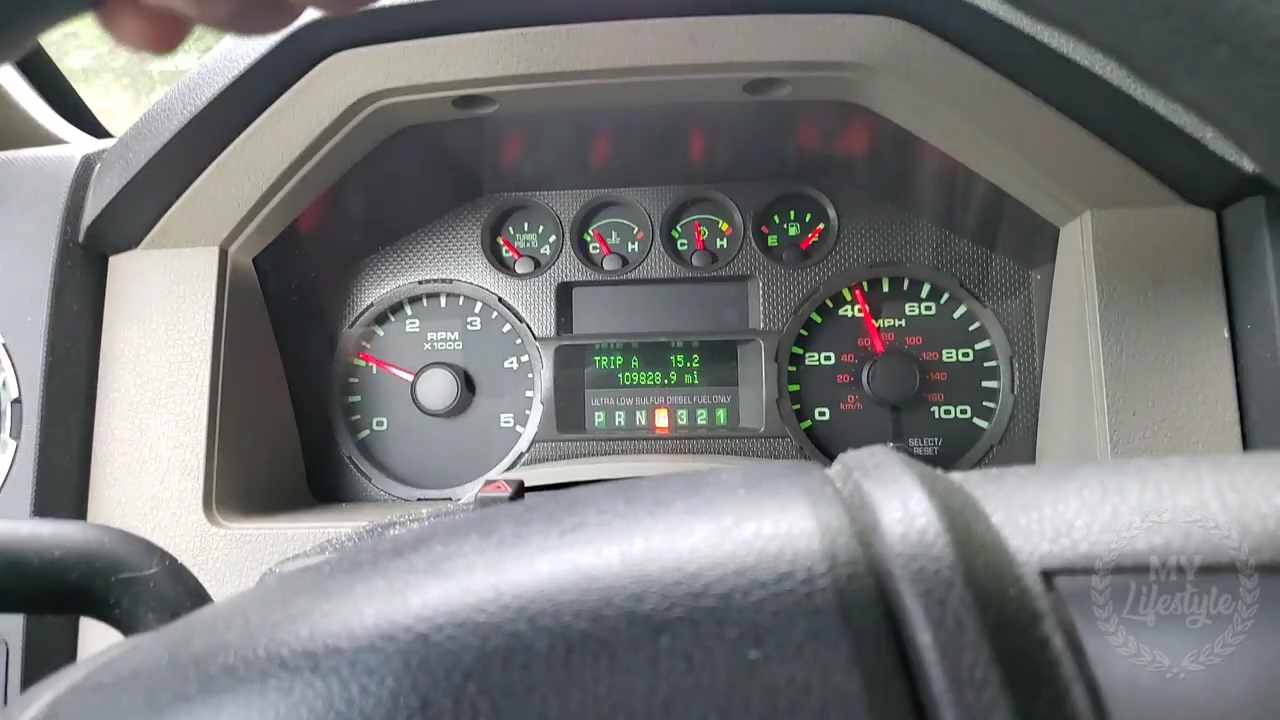 TURBO
PSI x 10
0 4
C H
C H
E F
0 1 2 3 4 5
RPM
X1000
TRIP A 15.2
109828.9 mi
ULTRA LOW SULFUR DIESEL FUEL ONLY
P R N D 3 2 1
0 20 40 60 80 100
MPH
0 20 40 60 80 100 120 140 160
km/h
SELECT/
RESET
MY
Lifestyle